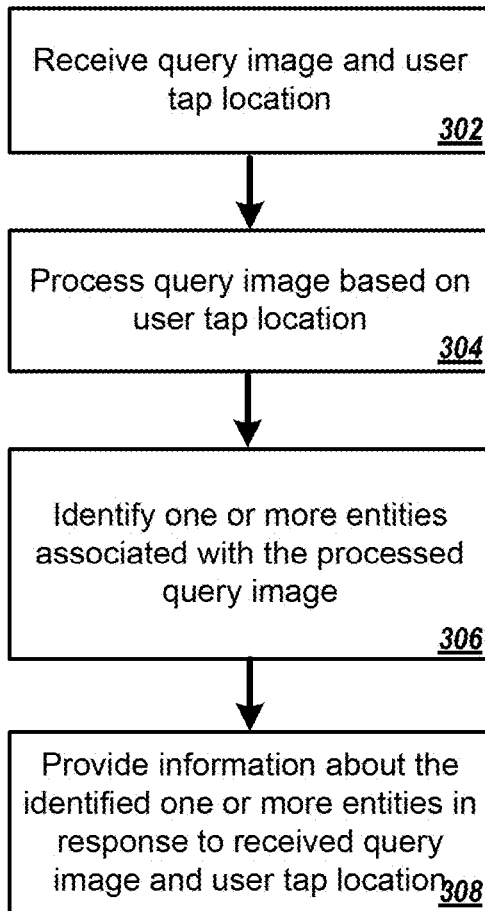 Receive query image and user
tap location
302
Process query image based on
user tap location
304
Identify one or more entities
associated with the processed
query image
306
Provide information about the
identified one or more entities in
response to received query
image and user tap location
308